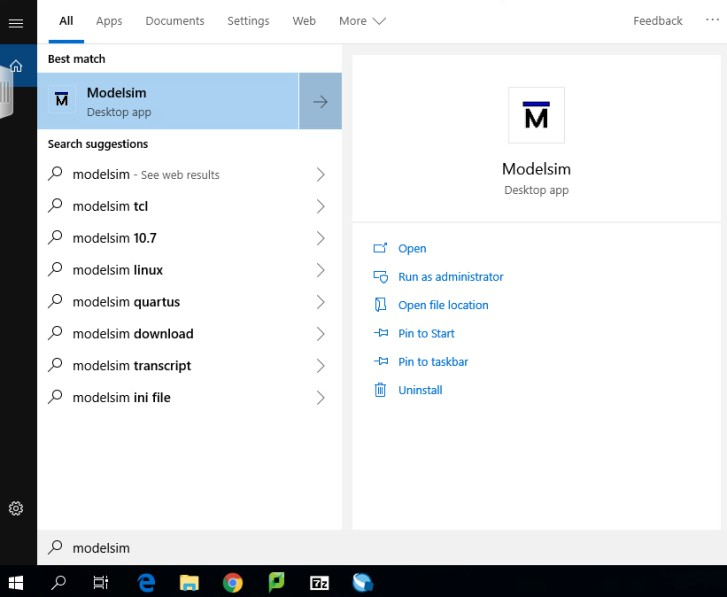 All Apps Documents Settings Web More Feedback ...
Best match
M Modelsim
Desktop app
Search suggestions
modelsim - See web results
modelsim tcl
modelsim 10.7
modelsim linux
modelsim quartus
modelsim download
modelsim transcript
modelsim ini file
M
Modelsim
Desktop app
Open
Run as administrator
Open file location
Pin to Start
Pin to taskbar
Uninstall
modelsim
7z